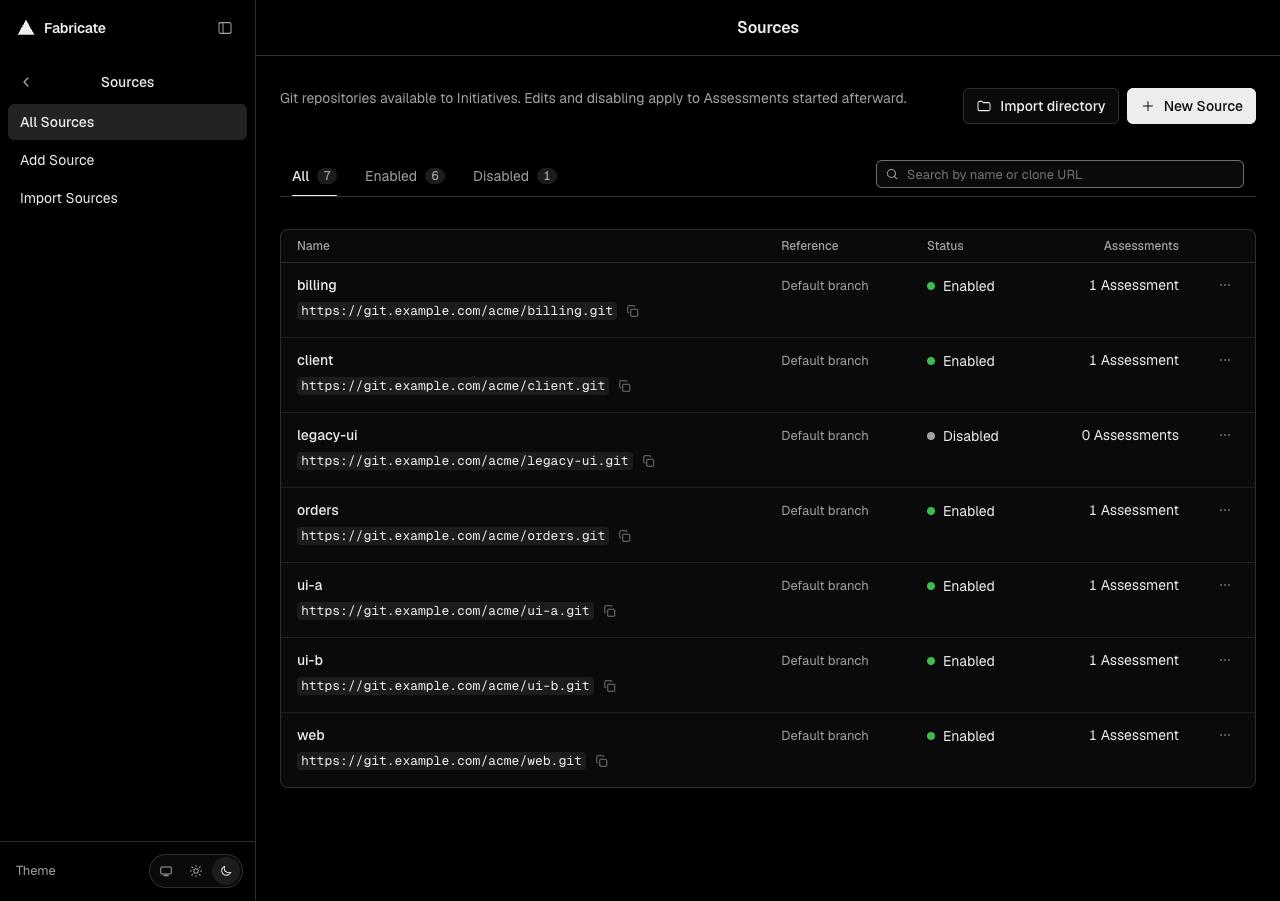 Fabricate
Sources
Sources
All Sources
Add Source
Import Sources
Git repositories available to Initiatives. Edits and disabling apply to Assessments started afterward.
Import directory
New Source
All 7
Enabled 6
Disabled 1
Search by name or clone URL
Name Reference Status Assessments
billing Default branch Enabled 1 Assessment
https://git.example.com/acme/billing.git
client Default branch Enabled 1 Assessment
https://git.example.com/acme/client.git
legacy-ui Default branch Disabled 0 Assessments
https://git.example.com/acme/legacy-ui.git
orders Default branch Enabled 1 Assessment
https://git.example.com/acme/orders.git
ui-a Default branch Enabled 1 Assessment
https://git.example.com/acme/ui-a.git
ui-b Default branch Enabled 1 Assessment
https://git.example.com/acme/ui-b.git
web Default branch Enabled 1 Assessment
https://git.example.com/acme/web.git
Theme